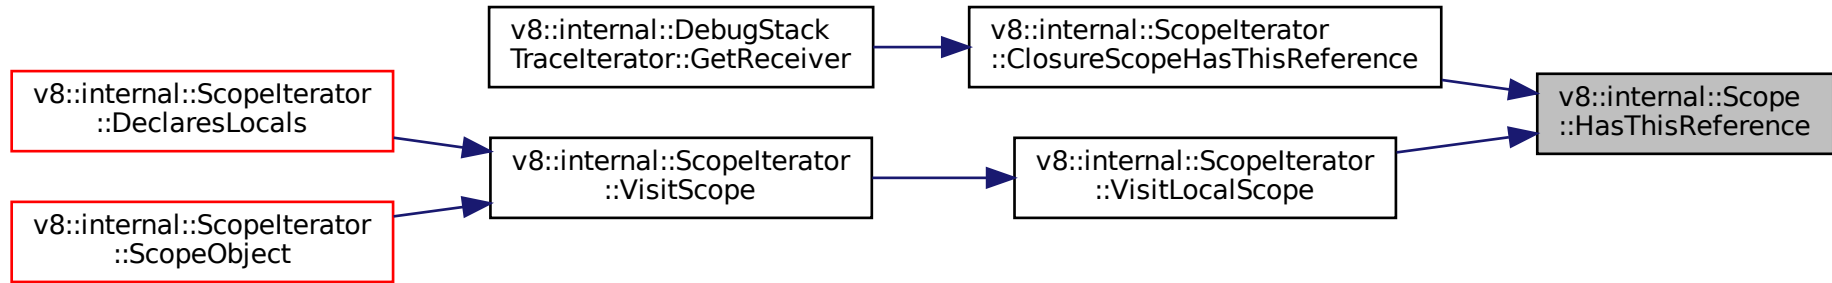 v8::internal::DebugStack
TraceIterator::GetReceiver
v8::internal::ScopeIterator
::ClosureScopeHasThisReference
v8::internal::ScopeIterator
::DeclaresLocals
v8::internal::Scope
::HasThisReference
v8::internal::ScopeIterator
::VisitScope
v8::internal::ScopeIterator
::VisitLocalScope
v8::internal::ScopeIterator
::ScopeObject